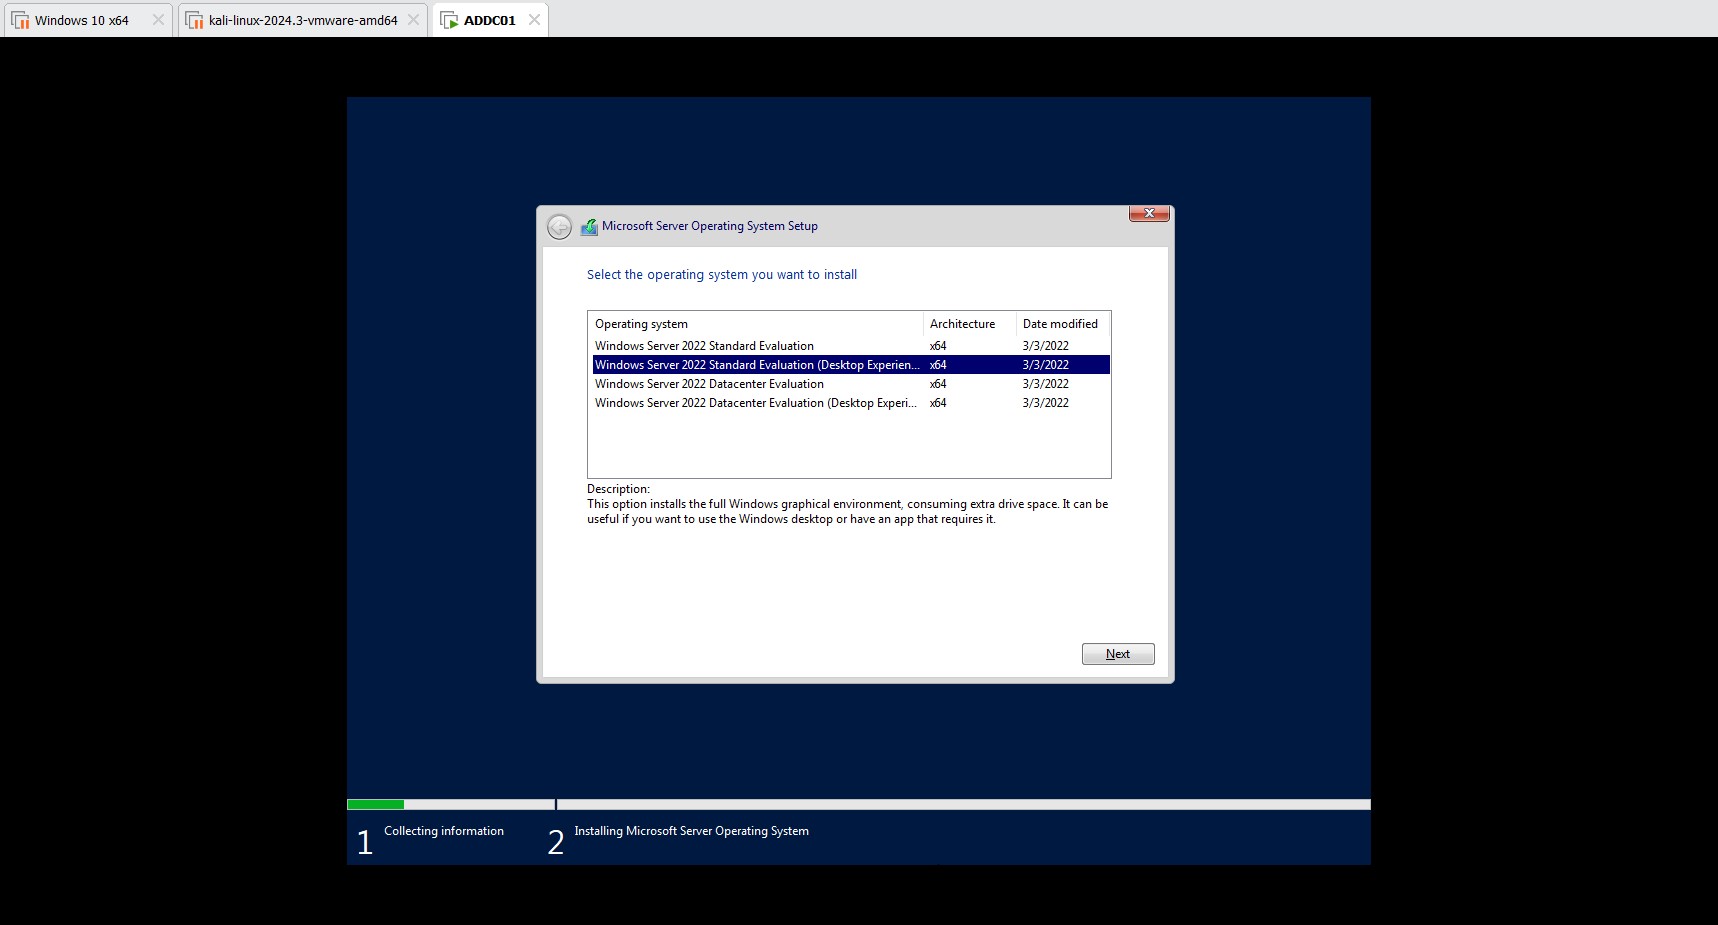 Windows 10 x64 kali-linux-2024.3-vmware-amd64 ADDC01
Microsoft Server Operating System Setup
Select the operating system you want to install
Operating system Architecture Date modified
Windows Server 2022 Standard Evaluation x64 3/3/2022
Windows Server 2022 Standard Evaluation (Desktop Experien... x64 3/3/2022
Windows Server 2022 Datacenter Evaluation x64 3/3/2022
Windows Server 2022 Datacenter Evaluation (Desktop Experi... x64 3/3/2022
Description:
This option installs the full Windows graphical environment, consuming extra drive space. It can be
useful if you want to use the Windows desktop or have an app that requires it.
Next
1 Collecting information 2 Installing Microsoft Server Operating System